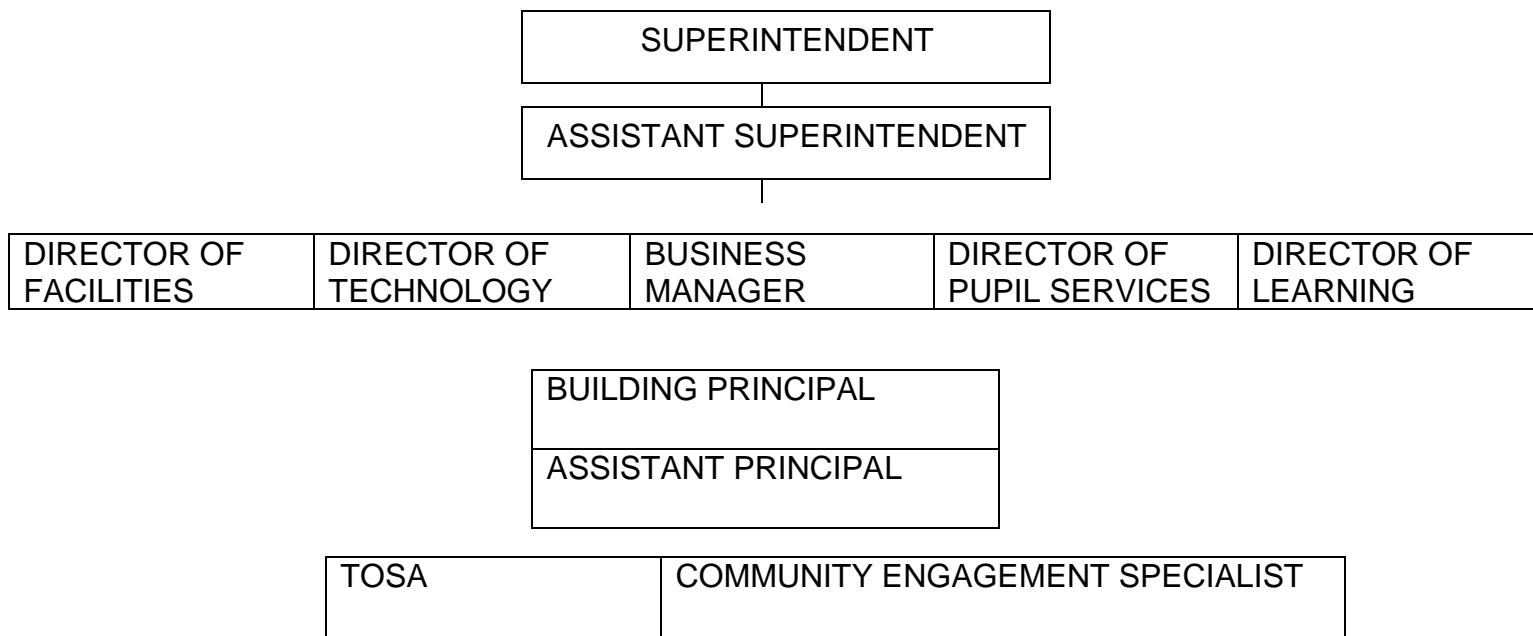 SUPERINTENDENT
ASSISTANT SUPERINTENDENT
DIRECTOR OF
FACILITIES
DIRECTOR OF
TECHNOLOGY
BUSINESS
MANAGER
DIRECTOR OF
PUPIL SERVICES
DIRECTOR OF
LEARNING
BUILDING PRINCIPAL
ASSISTANT PRINCIPAL
TOSA
COMMUNITY ENGAGEMENT SPECIALIST